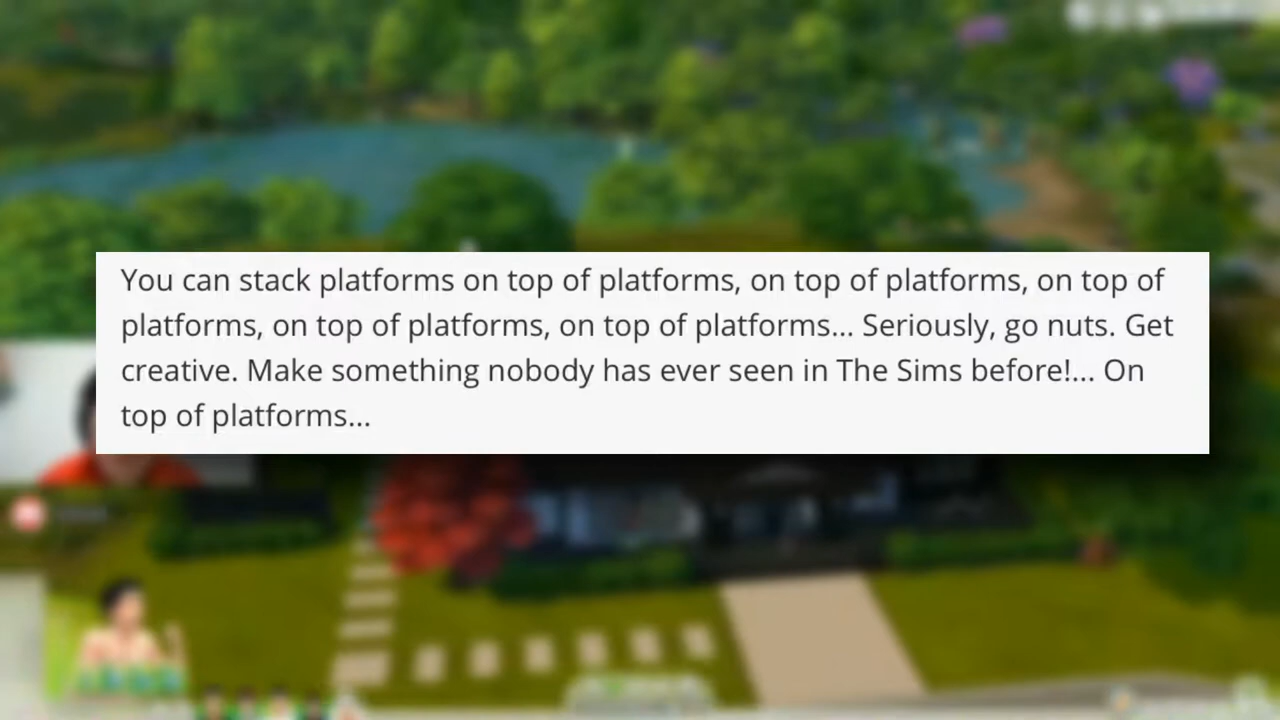 You can stack platforms on top of platforms, on top of platforms, on top of
platforms, on top of platforms, on top of platforms... Seriously, go nuts. Get
creative. Make something nobody has ever seen in The Sims before!... On
top of platforms...